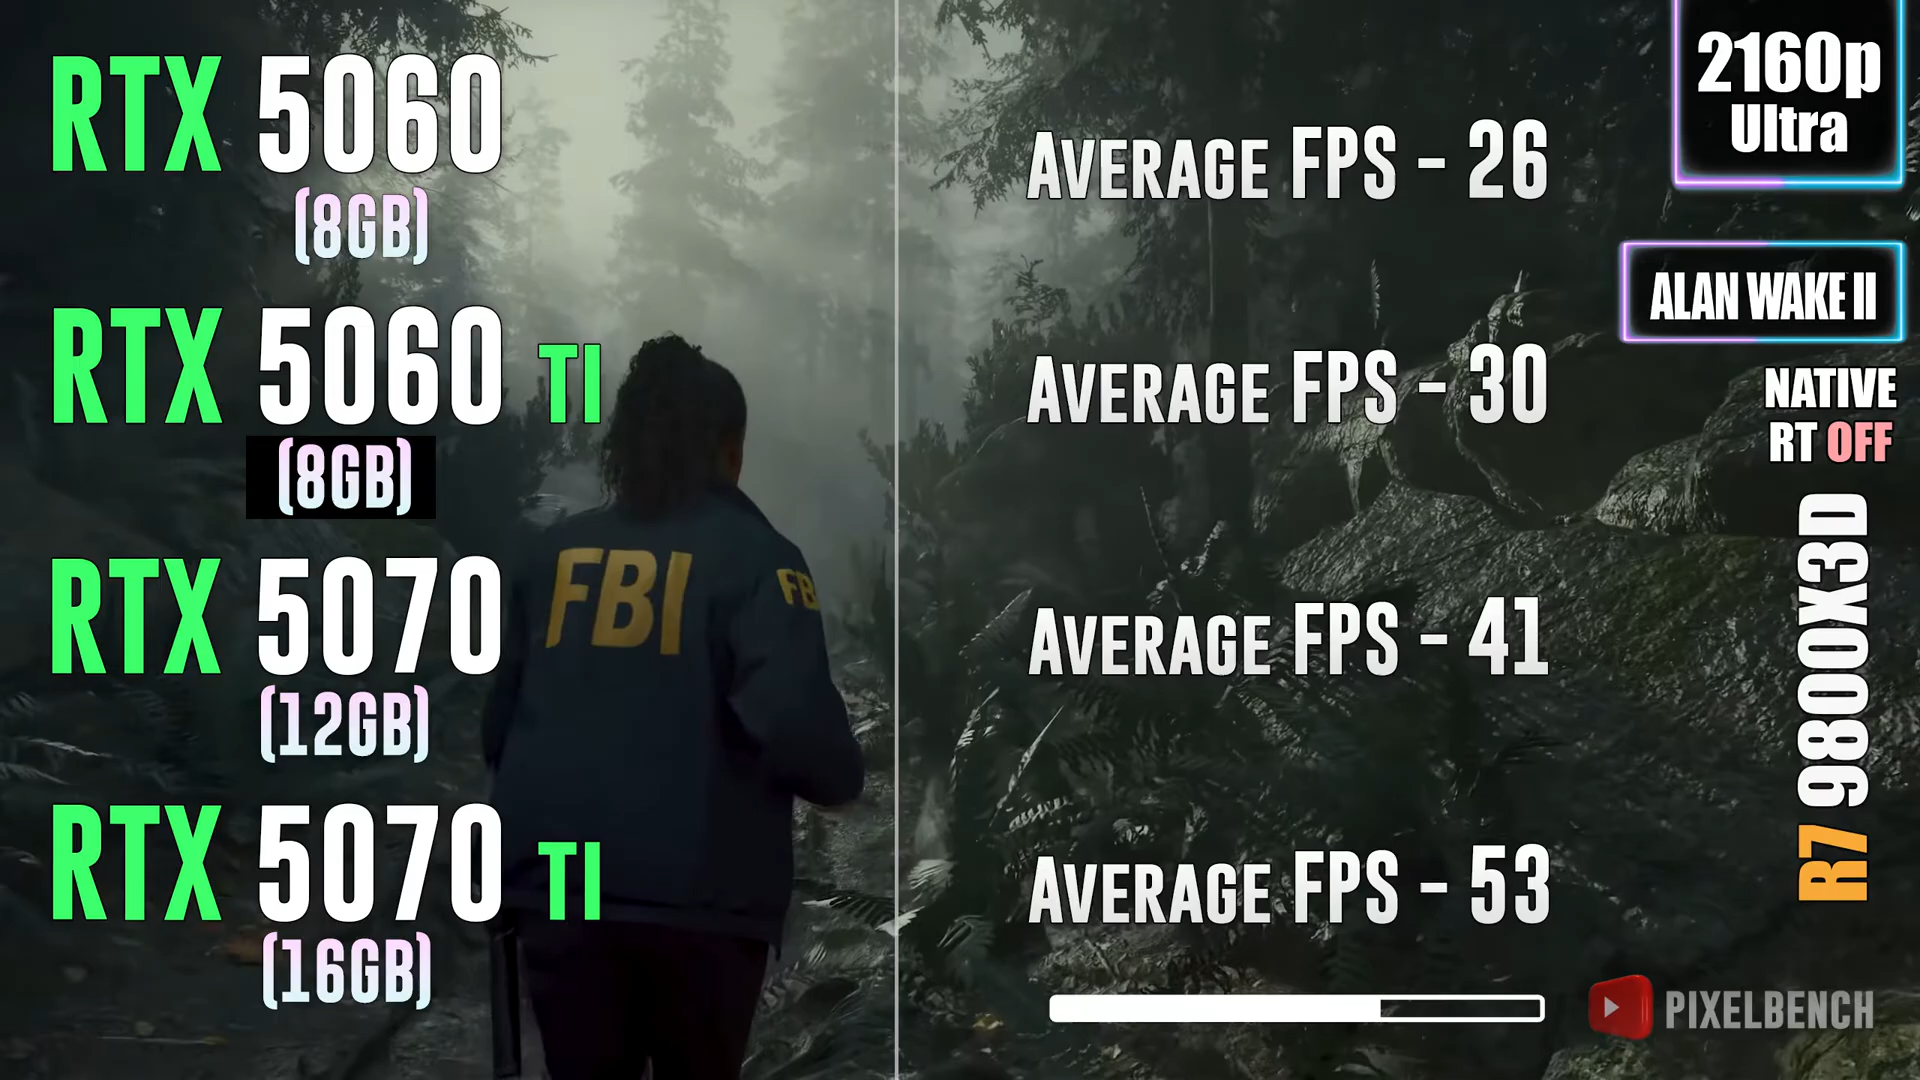 RTX 5060
(8GB)
Average FPS - 26
RTX 5060 TI
(8GB)
Average FPS - 30
RTX 5070
(12GB)
Average FPS - 41
RTX 5070 TI
(16GB)
Average FPS - 53
2160p
Ultra
ALAN WAKE II
NATIVE
RT OFF
R7 9800X3D
FBI
FB
PIXELBENCH